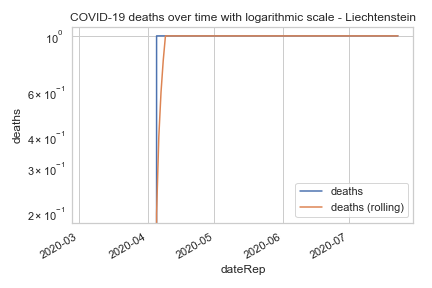 COVID-19 deaths over time with logarithmic scale - Liechtenstein
10⁰
6 × 10⁻¹
4 × 10⁻¹
3 × 10⁻¹
2 × 10⁻¹
deaths
deaths
deaths (rolling)
2020-03
2020-04
2020-05
2020-06
2020-07
dateRep